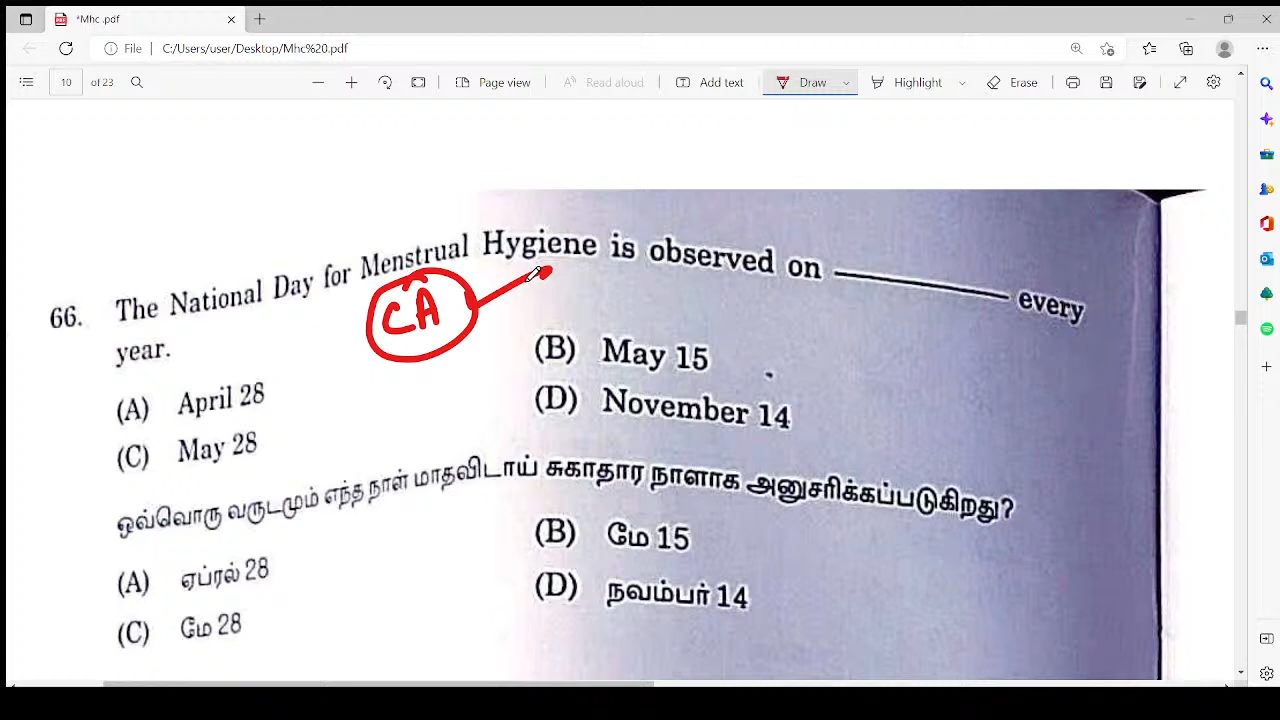 *Mhc .pdf
File | C:/Users/user/Desktop/Mhc%20.pdf
10 of 23 Page view Read aloud Add text Draw Highlight Erase
66. The National Day for Menstrual Hygiene is observed on ____________ every
year.
CA
(A) April 28 (B) May 15
(C) May 28 (D) November 14
ஒவ்வொரு வருடமும் எந்த நாள் மாதவிடாய் சுகாதார நாளாக அனுசரிக்கப்படுகிறது?
(A) ஏப்ரல் 28 (B) மே 15
(C) மே 28 (D) நவம்பர் 14